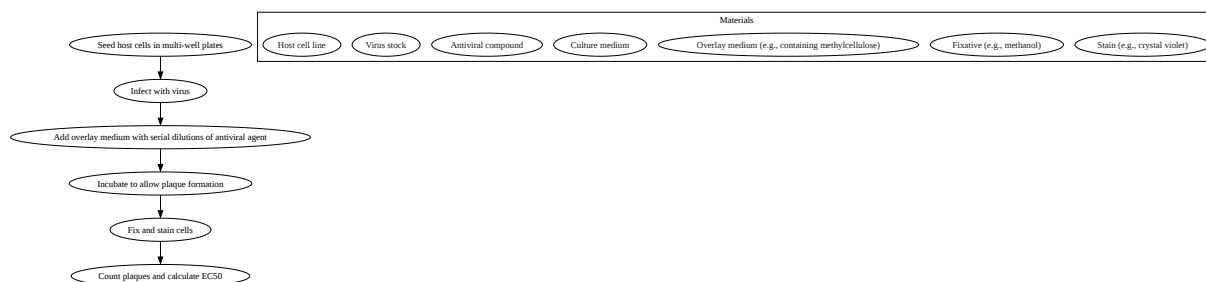 Materials
Seed host cells in multi-well plates
Host cell line
Virus stock
Antiviral compound
Culture medium
Overlay medium (e.g., containing methylcellulose)
Fixative (e.g., methanol)
Stain (e.g., crystal violet)
Infect with virus
Add overlay medium with serial dilutions of antiviral agent
Incubate to allow plaque formation
Fix and stain cells
Count plaques and calculate EC50